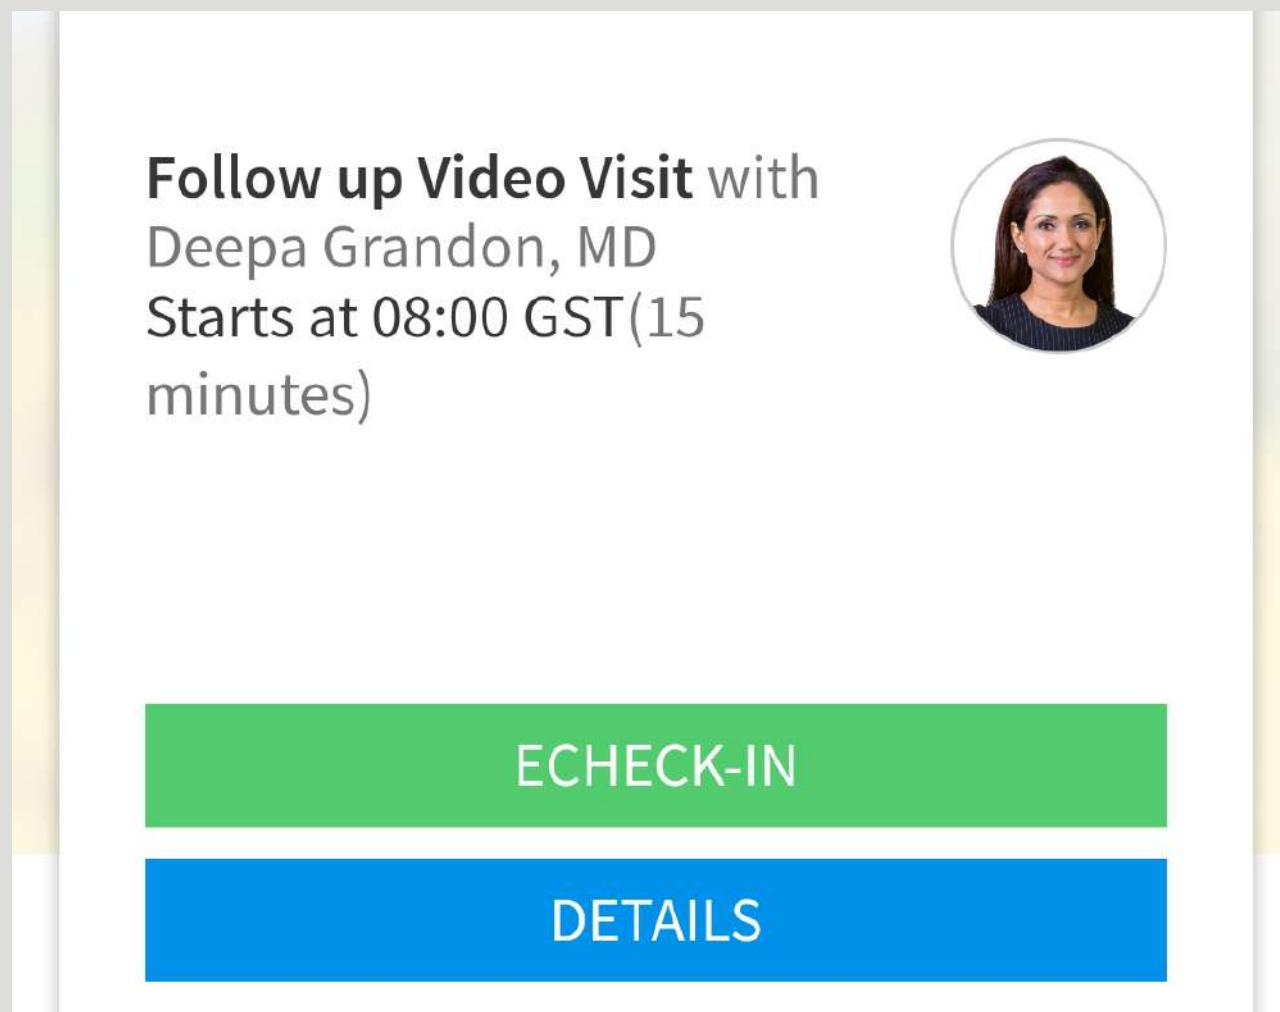 Follow up Video Visit with
Deepa Grandon, MD
Starts at 08:00 GST(15
minutes)
ECHECK-IN
DETAILS